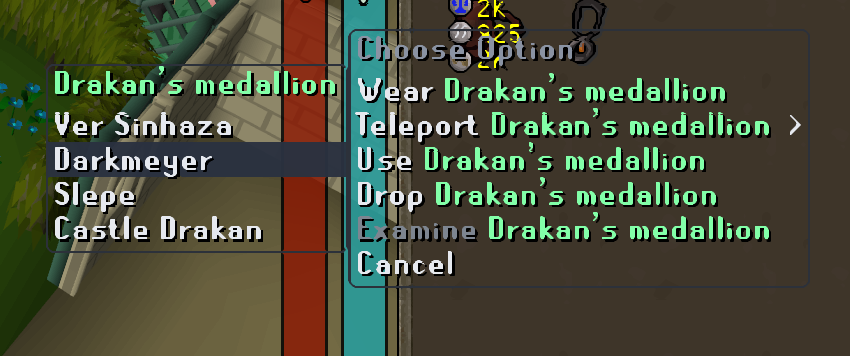 2k
825
Choose Option
Drakan's medallion
Ver Sinhaza
Darkmeyer
Slepe
Castle Drakan
Wear Drakan's medallion
Teleport Drakan's medallion >
Use Drakan's medallion
Drop Drakan's medallion
Examine Drakan's medallion
Cancel